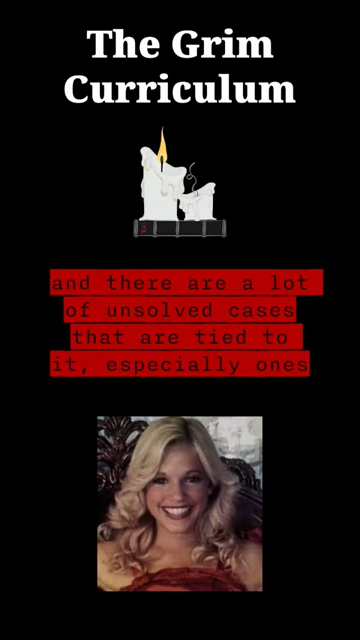 The Grim
Curriculum
and there are a lot
of unsolved cases
that are tied to
it, especially ones